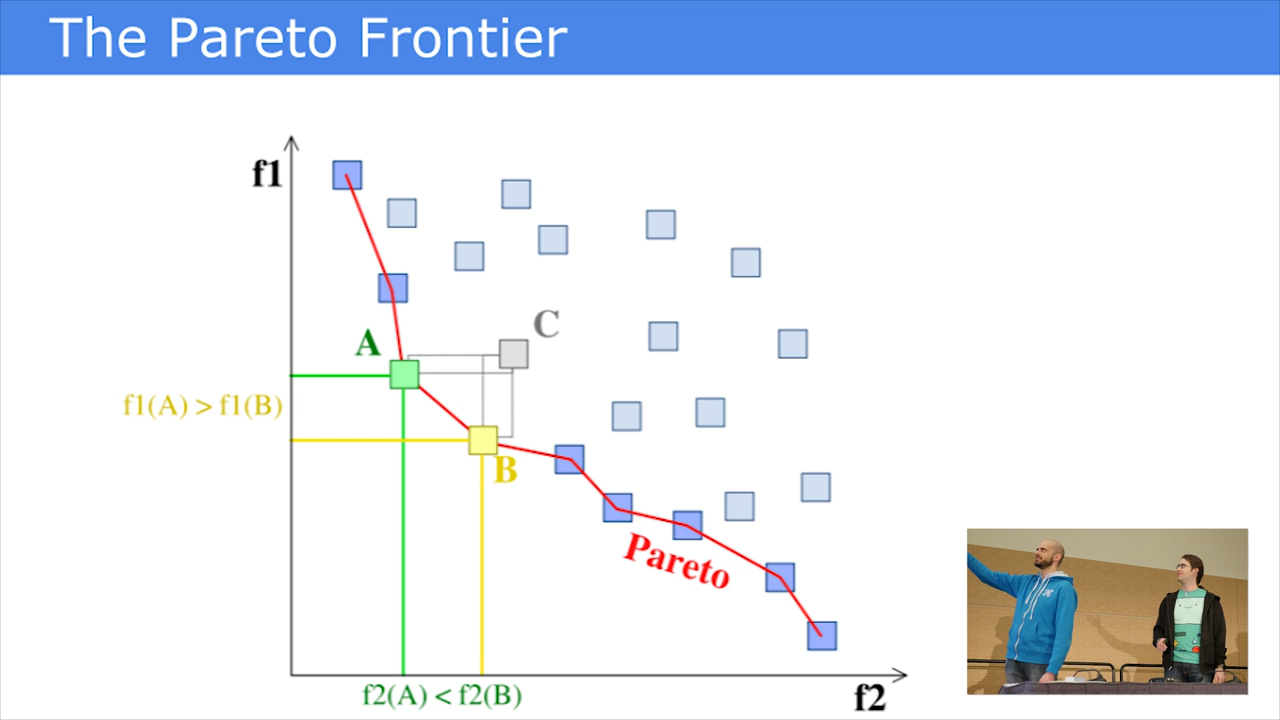 The Pareto Frontier
f1
C
A
f1(A) > f1(B)
B
Pareto
f2(A) < f2(B)
f2